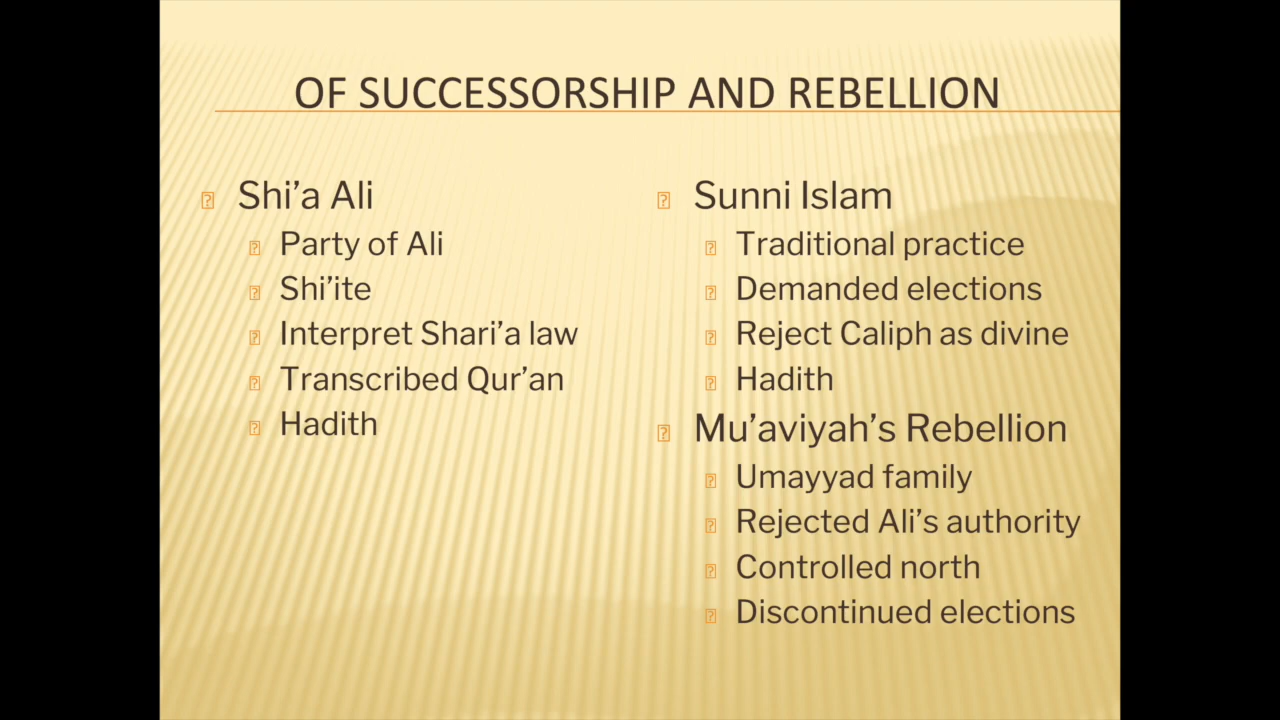 OF SUCCESSORSHIP AND REBELLION
Shi’a Ali
Party of Ali
Shi’ite
Interpret Shari’a law
Transcribed Qur’an
Hadith
Sunni Islam
Traditional practice
Demanded elections
Reject Caliph as divine
Hadith
Mu’aviyah’s Rebellion
Umayyad family
Rejected Ali’s authority
Controlled north
Discontinued elections